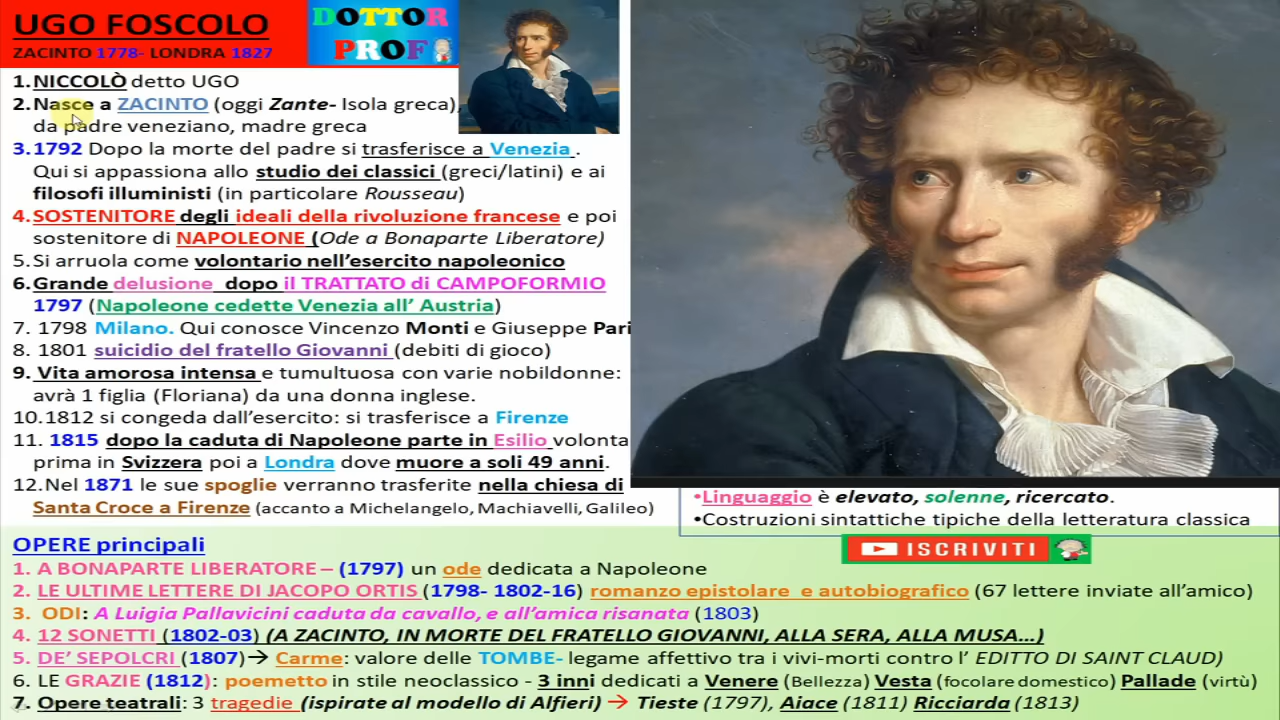 UGO FOSCOLO
ZACINTO 1778- LONDRA 1827
DOTTOR
PROF
1. NICCOLÒ detto UGO
2. Nasce a ZACINTO (oggi Zante- Isola greca),
da padre veneziano, madre greca
3. 1792 Dopo la morte del padre si trasferisce a Venezia .
Qui si appassiona allo studio dei classici (greci/latini) e ai
filosofi illuministi (in particolare Rousseau)
4. SOSTENITORE degli ideali della rivoluzione francese e poi
sostenitore di NAPOLEONE (Ode a Bonaparte Liberatore)
5. Si arruola come volontario nell'esercito napoleonico
6. Grande delusione dopo il TRATTATO di CAMPOFORMIO
1797 (Napoleone cedette Venezia all' Austria)
7. 1798 Milano. Qui conosce Vincenzo Monti e Giuseppe Pari
8. 1801 suicidio del fratello Giovanni (debiti di gioco)
9. Vita amorosa intensa e tumultuosa con varie nobildonne:
avrà 1 figlia (Floriana) da una donna inglese.
10. 1812 si congeda dall'esercito: si trasferisce a Firenze
11. 1815 dopo la caduta di Napoleone parte in Esilio volonta
prima in Svizzera poi a Londra dove muore a soli 49 anni.
12. Nel 1871 le sue spoglie verranno trasferite nella chiesa di
Santa Croce a Firenze (accanto a Michelangelo, Machiavelli, Galileo)
•Linguaggio è elevato, solenne, ricercato.
•Costruzioni sintattiche tipiche della letteratura classica
ISCRIVITI
OPERE principali
1. A BONAPARTE LIBERATORE – (1797) un ode dedicata a Napoleone
2. LE ULTIME LETTERE DI JACOPO ORTIS (1798- 1802-16) romanzo epistolare e autobiografico (67 lettere inviate all'amico)
3. ODI: A Luigia Pallavicini caduta da cavallo, e all'amica risanata (1803)
4. 12 SONETTI (1802-03) (A ZACINTO, IN MORTE DEL FRATELLO GIOVANNI, ALLA SERA, ALLA MUSA...)
5. DE' SEPOLCRI (1807)→ Carme: valore delle TOMBE- legame affettivo tra i vivi-morti contro l' EDITTO DI SAINT CLAUD)
6. LE GRAZIE (1812): poemetto in stile neoclassico - 3 inni dedicati a Venere (Bellezza) Vesta (focolare domestico) Pallade (virtù)
7. Opere teatrali: 3 tragedie (ispirate al modello di Alfieri) → Tieste (1797), Aiace (1811) Ricciarda (1813)